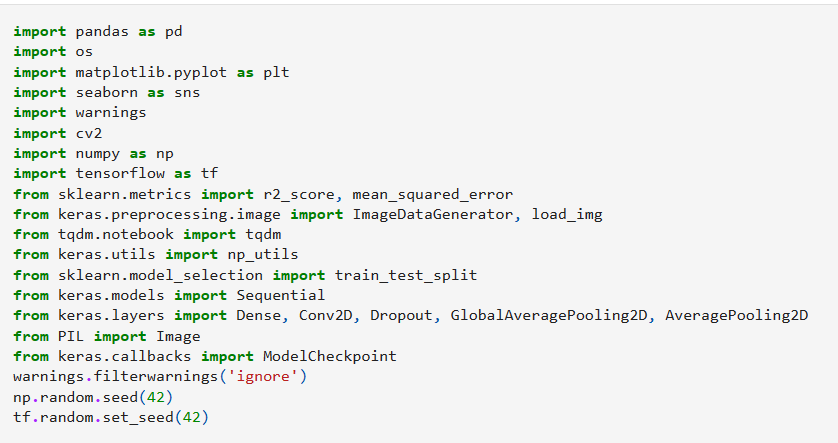 import pandas as pd
import os
import matplotlib.pyplot as plt
import seaborn as sns
import warnings
import cv2
import numpy as np
import tensorflow as tf
from sklearn.metrics import r2_score, mean_squared_error
from keras.preprocessing.image import ImageDataGenerator, load_img
from tqdm.notebook import tqdm
from keras.utils import np_utils
from sklearn.model_selection import train_test_split
from keras.models import Sequential
from keras.layers import Dense, Conv2D, Dropout, GlobalAveragePooling2D, AveragePooling2D
from PIL import Image
from keras.callbacks import ModelCheckpoint
warnings.filterwarnings('ignore')
np.random.seed(42)
tf.random.set_seed(42)